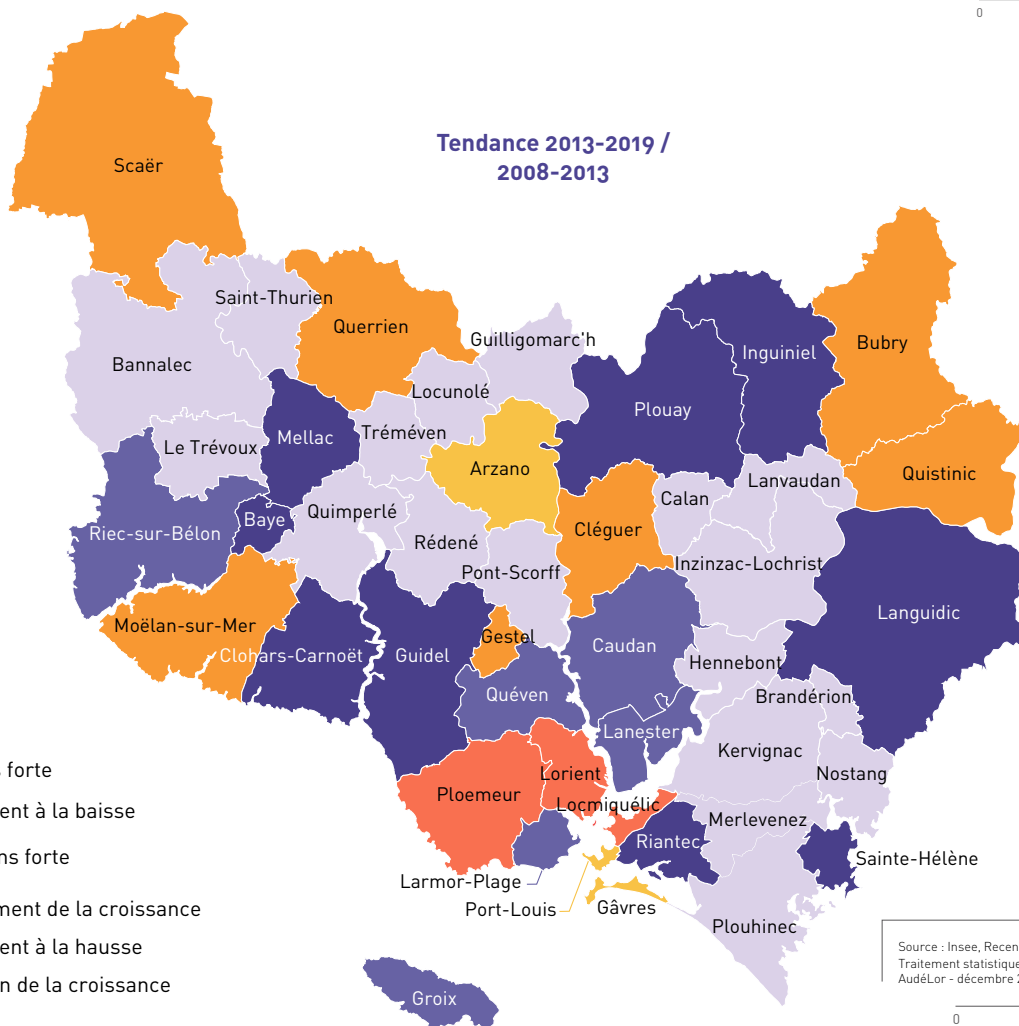 0
Tendance 2013-2019 /
2008-2013
Scaër
Saint-Thurien
Querrien
Guilligomarc'h
Inguiniel
Bubry
Bannalec
Locunolé
Plouay
Mellac
Tréméven
Le Trévoux
Arzano
Quistinic
Lanvaudan
Calan
Quimperlé
Baye
Riec-sur-Bélon
Cléguer
Rédené
Pont-Scorff
Inzinzac-Lochrist
Languidic
Moëlan-sur-Mer
Gestel
Clohars-Carnoët
Guidel
Caudan
Hennebont
Quéven
Brandérion
Lanester
Kervignac
forte
Lorient
Nostang
Ploemeur
Locmiquélic
ent à la baisse
Merlevenez
Riantec
ns forte
Sainte-Hélène
Larmor-Plage
Port-Louis
Gâvres
ment de la croissance
Plouhinec
ent à la hausse
Source : Insee, Recen
Traitement statistique
AudéLor - décembre 2
n de la croissance
Groix
0